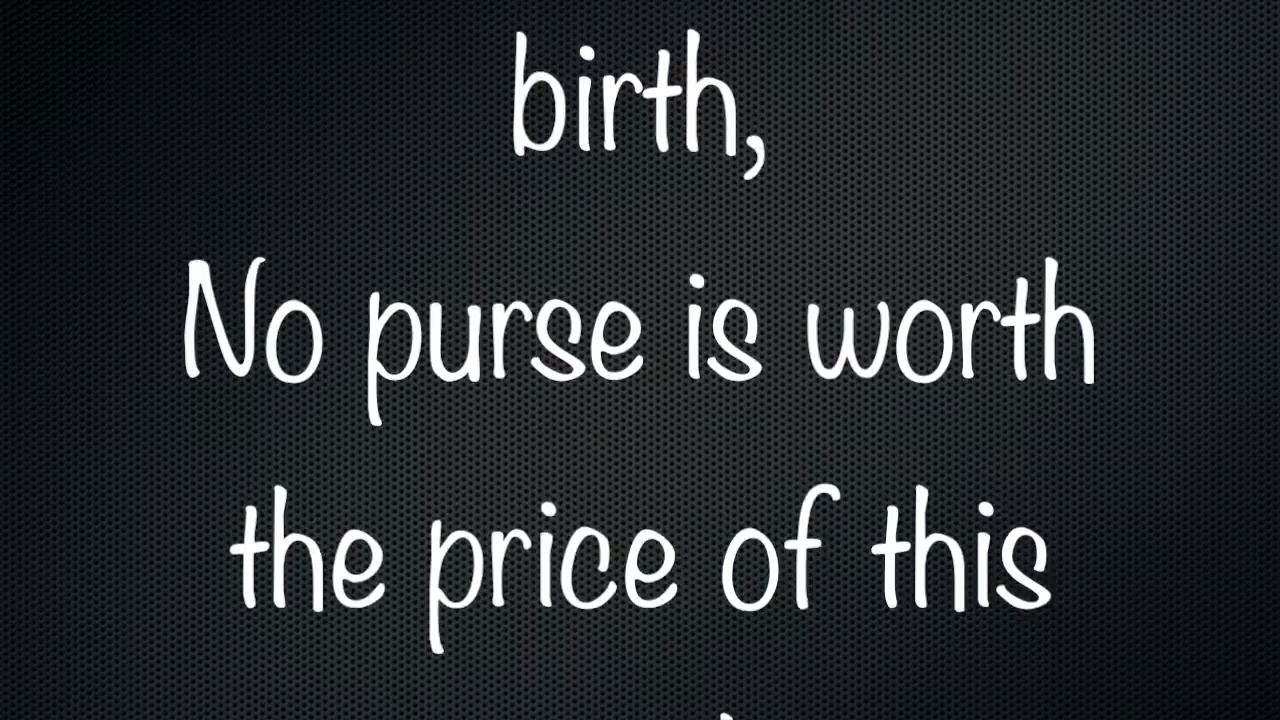 birth,
No purse is worth
the price of this